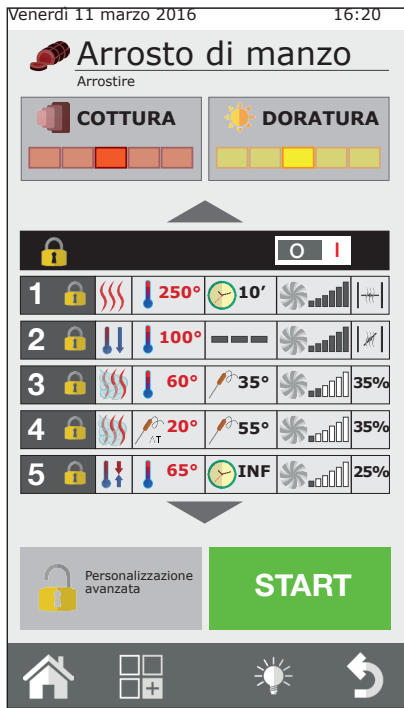 Venerdì 11 marzo 2016 16:20
Arrosto di manzo
Arrostire
COTTURA DORATURA
O I
1 250° 10’
2 100°
3 60° 35° 35%
4 ΔT 20° 55° 35%
5 65° INF 25%
Personalizzazione
avanzata
START